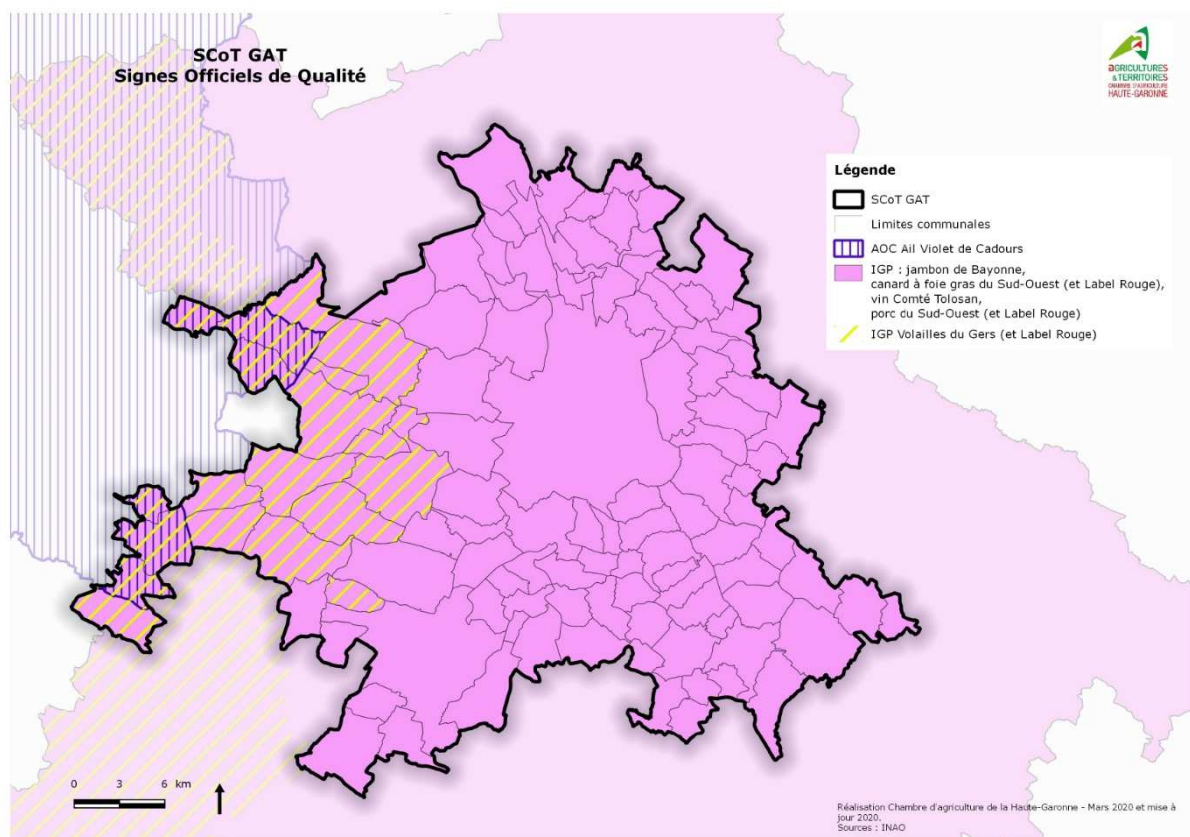 SCoT GAT
Signes Officiels de Qualité
AGRICULTURES
& TERRITOIRES
CHAMBRE D'AGRICULTURE
HAUTE-GARONNE
Légende
SCoT GAT
Limites communales
AOC Ail Violet de Cadours
IGP : jambon de Bayonne,
canard à foie gras du Sud-Ouest (et Label Rouge),
vin Comté Tolosan,
porc du Sud-Ouest (et Label Rouge)
IGP Volailles du Gers (et Label Rouge)
0 3 6 km
Réalisation Chambre d'agriculture de la Haute-Garonne - Mars 2020 et mise à
jour 2020.
Sources : INAO